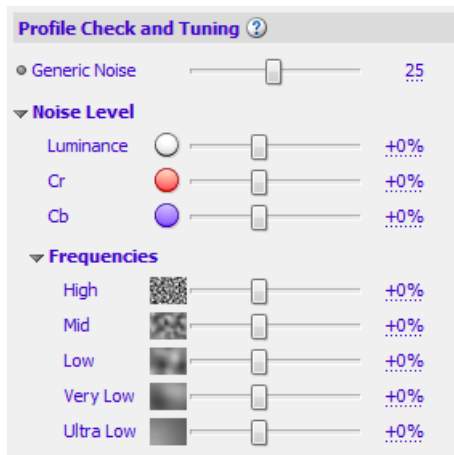 Profile Check and Tuning ?
Generic Noise 25
Noise Level
Luminance +0%
Cr +0%
Cb +0%
Frequencies
High +0%
Mid +0%
Low +0%
Very Low +0%
Ultra Low +0%